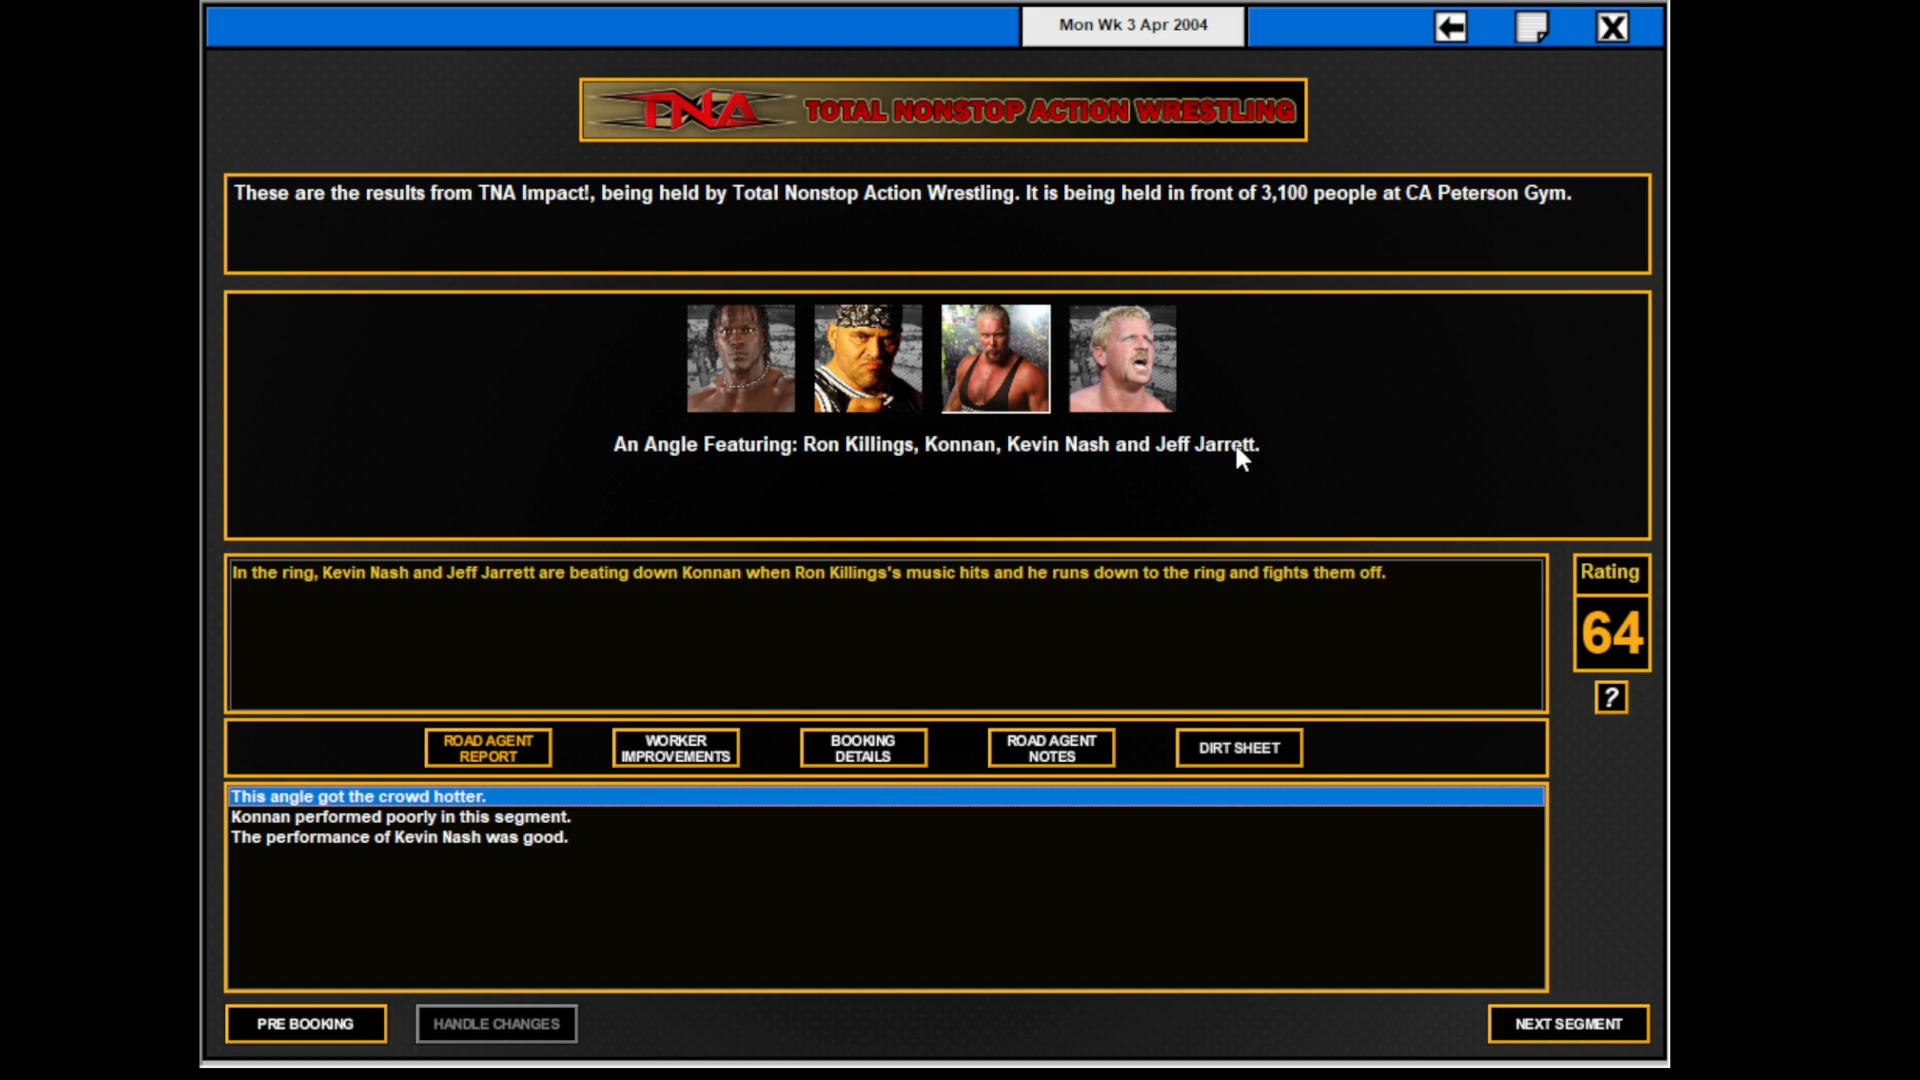 Mon Wk 3 Apr 2004
TNA TOTAL NONSTOP ACTION WRESTLING
These are the results from TNA Impact!, being held by Total Nonstop Action Wrestling. It is being held in front of 3,100 people at CA Peterson Gym.
An Angle Featuring: Ron Killings, Konnan, Kevin Nash and Jeff Jarrett.
In the ring, Kevin Nash and Jeff Jarrett are beating down Konnan when Ron Killings's music hits and he runs down to the ring and fights them off.
Rating
64
?
ROAD AGENT
REPORT
WORKER
IMPROVEMENTS
BOOKING
DETAILS
ROAD AGENT
NOTES
DIRT SHEET
This angle got the crowd hotter.
Konnan performed poorly in this segment.
The performance of Kevin Nash was good.
PRE BOOKING
HANDLE CHANGES
NEXT SEGMENT